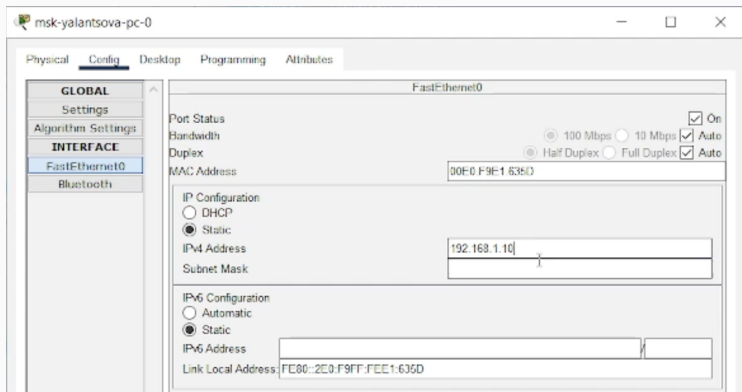 msk-yalantsova-pc-0
Physical Config Desktop Programming Attributes
GLOBAL
Settings
Algorithm Settings
INTERFACE
FastEthernet0
Bluetooth
FastEthernet0
Port Status On
Bandwidth 100 Mbps 10 Mbps Auto
Duplex Half Duplex Full Duplex Auto
MAC Address 00E0.F9E1.635D
IP Configuration
DHCP
Static
IPv4 Address 192.168.1.10
Subnet Mask
IPv6 Configuration
Automatic
Static
IPv6 Address /
Link Local Address: FE80::2E0:F9FF:FEE1:635D